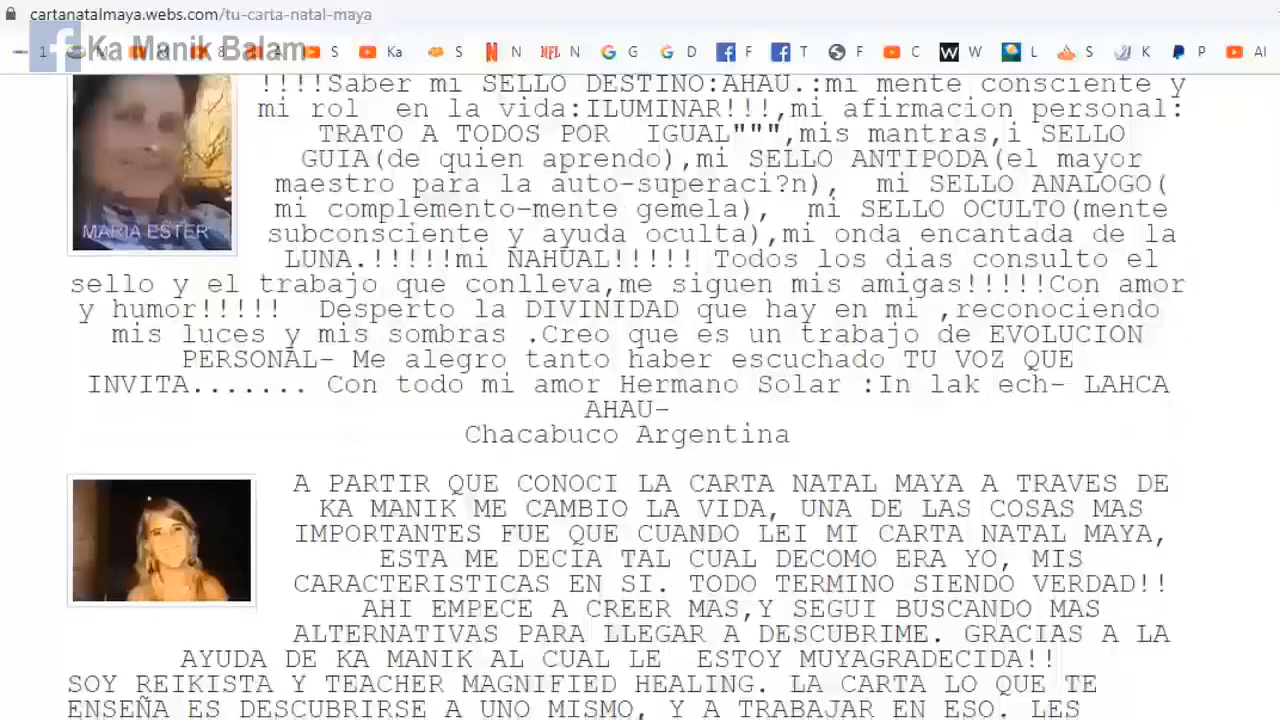 cartanatalmaya.webs.com/tu-carta-natal-maya
Ka Manik Balam
1 M M 8 A S Ka S N N G D F T F C W L S K P Al
!!!!Saber mi SELLO DESTINO:AHAU.:mi mente consciente y
mi rol en la vida:ILUMINAR!!!,mi afirmacion personal:
TRATO A TODOS POR IGUAL""",mis mantras,i SELLO
GUIA(de quien aprendo),mi SELLO ANTIPODA(el mayor
maestro para la auto-superaci?n), mi SELLO ANALOGO(
mi complemento-mente gemela), mi SELLO OCULTO(mente
subconsciente y ayuda oculta),mi onda encantada de la
LUNA.!!!!!mi NAHUAL!!!!! Todos los dias consulto el
sello y el trabajo que conlleva,me siguen mis amigas!!!!!Con amor
y humor!!!!! Desperto la DIVINIDAD que hay en mi ,reconociendo
mis luces y mis sombras .Creo que es un trabajo de EVOLUCION
PERSONAL- Me alegro tanto haber escuchado TU VOZ QUE
INVITA....... Con todo mi amor Hermano Solar :In lak ech- LAHCA
AHAU-
Chacabuco Argentina
MARIA ESTER
A PARTIR QUE CONOCI LA CARTA NATAL MAYA A TRAVES DE
KA MANIK ME CAMBIO LA VIDA, UNA DE LAS COSAS MAS
IMPORTANTES FUE QUE CUANDO LEI MI CARTA NATAL MAYA,
ESTA ME DECÍA TAL CUAL DECOMO ERA YO, MIS
CARACTERISTICAS EN SI. TODO TERMINO SIENDO VERDAD!!
AHI EMPECE A CREER MAS,Y SEGUI BUSCANDO MAS
ALTERNATIVAS PARA LLEGAR A DESCUBRIME. GRACIAS A LA
AYUDA DE KA MANIK AL CUAL LE ESTOY MUYAGRADECIDA!!
SOY REIKISTA Y TEACHER MAGNIFIED HEALING. LA CARTA LO QUE TE
ENSEÑA ES DESCUBRIRSE A UNO MISMO, Y A TRABAJAR EN ESO. LES